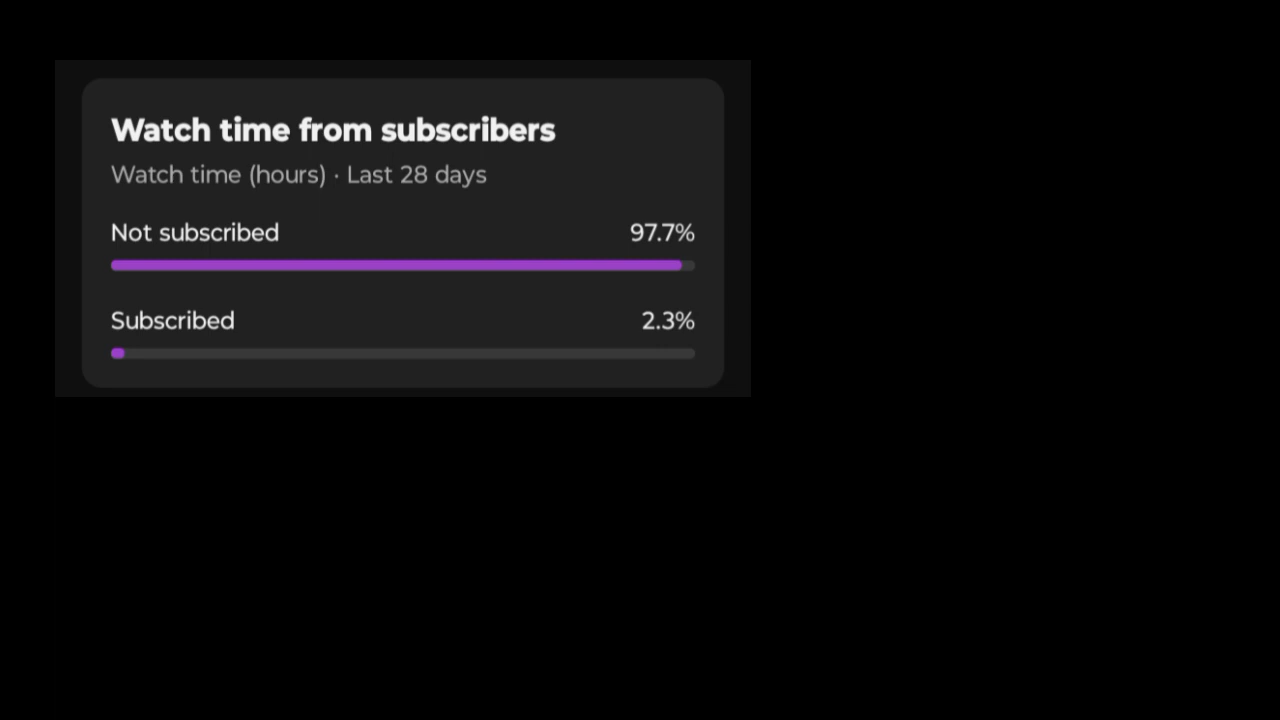 Watch time from subscribers
Watch time (hours) · Last 28 days
Not subscribed 97.7%
Subscribed 2.3%